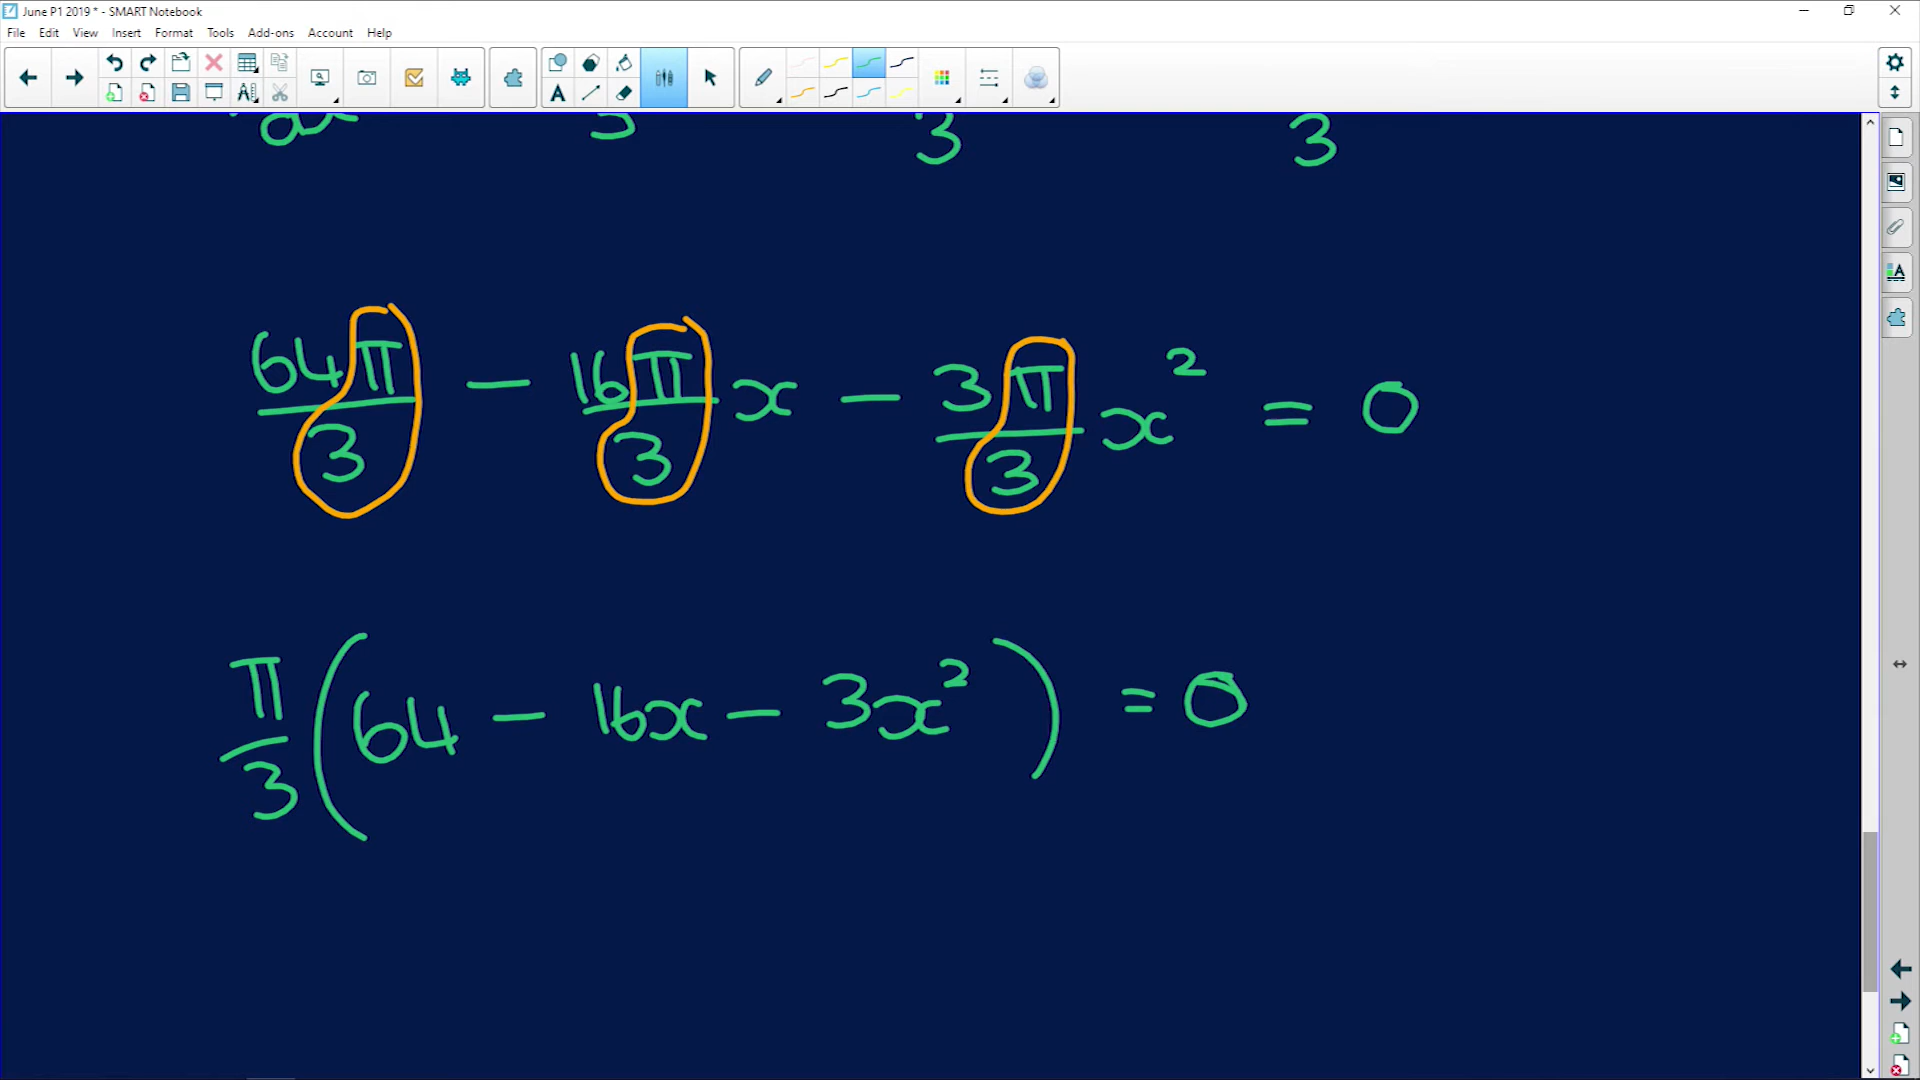 June P1 2019 * - SMART Notebook
File Edit View Insert Format Tools Add-ons Account Help
3 3
64π/3 − 16π/3 x − 3π/3 x² = 0
π/3 (64 − 16x − 3x²) = 0